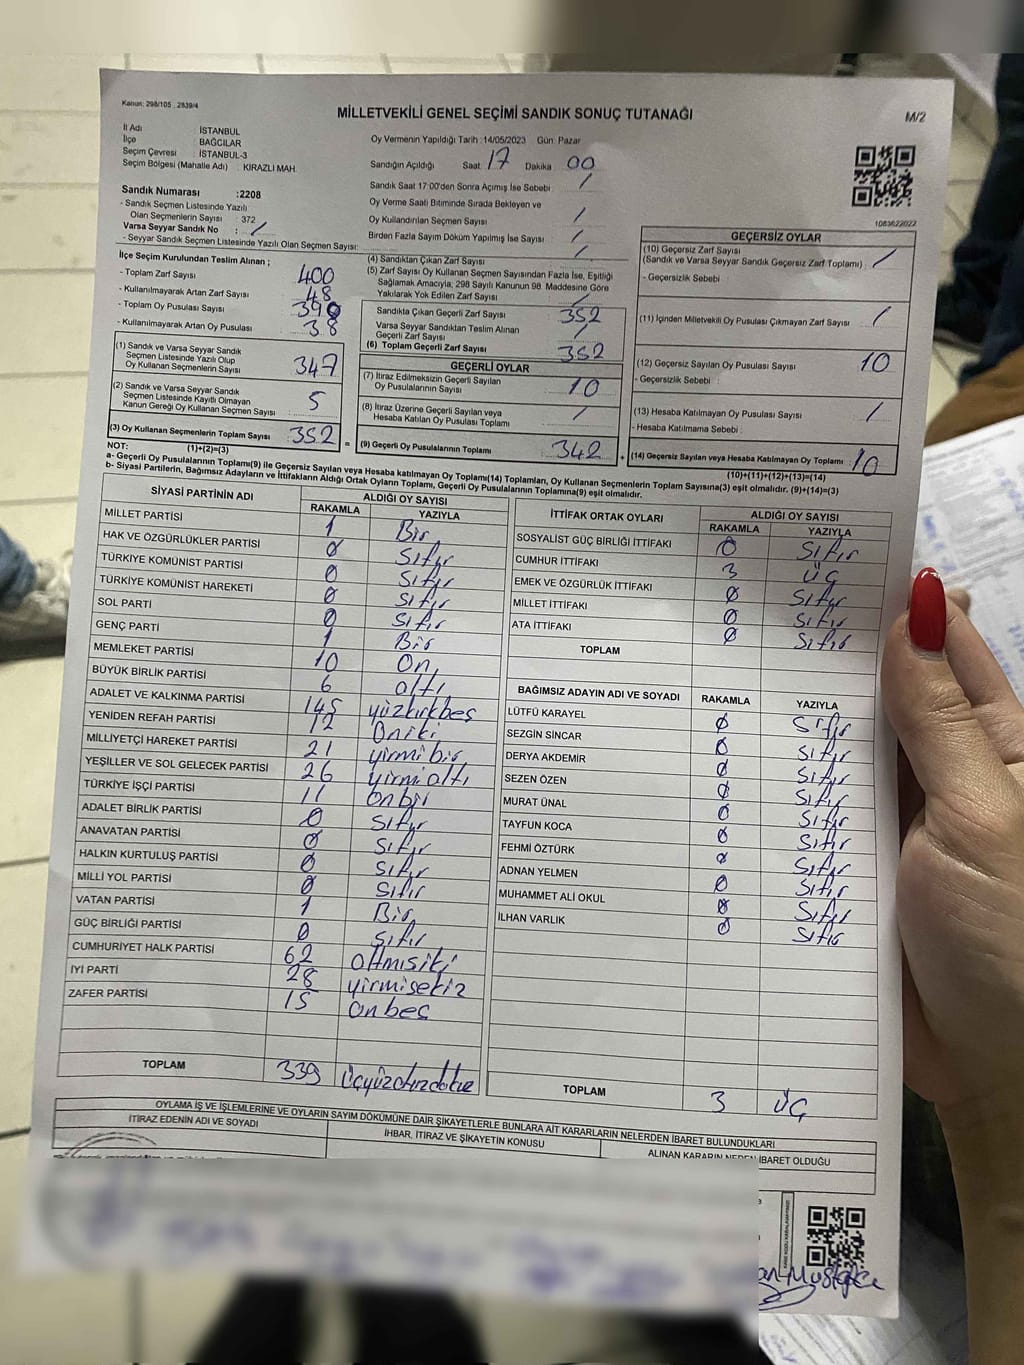 Kanun: 298/105 , 2839/4
MİLLETVEKİLİ GENEL SEÇİMİ SANDIK SONUÇ TUTANAĞI
M/2
İl Adı İSTANBUL
İlçe BAĞCILAR
Seçim Çevresi İSTANBUL-3
Seçim Bölgesi (Mahalle Adı) : KİRAZLI MAH.
Sandık Numarası :2208
- Sandık Seçmen Listesinde Yazılı
Olan Seçmenlerin Sayısı : 372
Varsa Seyyar Sandık No : /
- Seyyar Sandık Seçmen Listesinde Yazılı Olan Seçmen Sayısı:
Oy Vermenin Yapıldığı Tarih :14/05/2023 Gün: Pazar
Sandığın Açıldığı Saat 17 Dakika 00
Sandık Saat 17:00'den Sonra Açımış İse Sebebi : /
Oy Verme Saati Bitiminde Sırada Bekleyen ve
Oy Kullandırılan Seçmen Sayısı /
Birden Fazla Sayım Döküm Yapılmış İse Sayısı : /
1083622022
İlçe Seçim Kurulundan Teslim Alınan ;
- Toplam Zarf Sayısı 400
- Kullanılmayarak Artan Zarf Sayısı 48
- Toplam Oy Pusulası Sayısı 390
- Kullanılmayarak Artan Oy Pusulası 38
(1) Sandık ve Varsa Seyyar Sandık
Seçmen Listesinde Yazılı Olup
Oy Kullanan Seçmenlerin Sayısı 347
(2) Sandık ve Varsa Seyyar Sandık
Seçmen Listesinde Kayıtlı Olmayan
Kanun Gereği Oy Kullanan Seçmen Sayısı 5
(3) Oy Kullanan Seçmenlerin Toplam Sayısı 352
(1)+(2)=(3)
(4) Sandıktan Çıkan Zarf Sayısı /
(5) Zarf Sayısı Oy Kullanan Seçmen Sayısından Fazla İse, Eşitliği
Sağlamak Amacıyla; 298 Sayılı Kanunun 98. Maddesine Göre
Yakılarak Yok Edilen Zarf Sayısı /
Sandıkta Çıkan Geçerli Zarf Sayısı 352
Varsa Seyyar Sandıktan Teslim Alınan
Geçerli Zarf Sayısı /
(6) Toplam Geçerli Zarf Sayısı 352
GEÇERLİ OYLAR
(7) İtiraz Edilmeksizin Geçerli Sayılan
Oy Pusulalarının Sayısı 10
(8) İtiraz Üzerine Geçerli Sayılan veya
Hesaba Katılan Oy Pusulası Toplamı /
= (9) Geçerli Oy Pusulalarının Toplamı 342
GEÇERSİZ OYLAR
(10) Geçersiz Zarf Sayısı
(Sandık ve Varsa Seyyar Sandık Geçersiz Zarf Toplamı) /
- Geçersizlik Sebebi :
(11) İçinden Milletvekili Oy Pusulası Çıkmayan Zarf Sayısı /
(12) Geçersiz Sayılan Oy Pusulası Sayısı 10
- Geçersizlik Sebebi :
(13) Hesaba Katılmayan Oy Pusulası Sayısı /
- Hesaba Katılmama Sebebi :
+ (14) Geçersiz Sayılan veya Hesaba Katılmayan Oy Toplamı 10
(10)+(11)+(12)+(13)=(14)
NOT:
a- Geçerli Oy Pusulalarının Toplamı(9) ile Geçersiz Sayılan veya Hesaba katılmayan Oy Toplamı(14) Toplamları, Oy Kullanan Seçmenlerin Toplam Sayısına(3) eşit olmalıdır. (9)+(14)=(3)
b- Siyasi Partilerin, Bağımsız Adayların ve İttifakların Aldığı Ortak Oyların Toplamı, Geçerli Oy Pusulalarının Toplamına(9) eşit olmalıdır.
SİYASİ PARTİNİN ADI ALDIĞI OY SAYISI
RAKAMLA YAZIYLA
MİLLET PARTİSİ 1 Bir
HAK VE ÖZGÜRLÜKLER PARTİSİ 0 Sıfır
TÜRKİYE KOMÜNİST PARTİSİ 0 Sıfır
TÜRKİYE KOMÜNİST HAREKETİ 0 Sıfır
SOL PARTİ 0 Sıfır
GENÇ PARTİ 1 Bir
MEMLEKET PARTİSİ 10 On
BÜYÜK BİRLİK PARTİSİ 6 altı
ADALET VE KALKINMA PARTİSİ 145 yüzkırkbeş
YENİDEN REFAH PARTİSİ 12 Oniki
MİLLİYETÇİ HAREKET PARTİSİ 21 yirmi bir
YEŞİLLER VE SOL GELECEK PARTİSİ 26 yirmi altı
TÜRKİYE İŞÇİ PARTİSİ 11 onbir
ADALET BİRLİK PARTİSİ 0 Sıfır
ANAVATAN PARTİSİ 0 Sıfır
HALKIN KURTULUŞ PARTİSİ 0 Sıfır
MİLLİ YOL PARTİSİ 0 Sıfır
VATAN PARTİSİ 1 Bir
GÜÇ BİRLİĞİ PARTİSİ 0 Sıfır
CUMHURİYET HALK PARTİSİ 62 altmışiki
İYİ PARTİ 28 yirmisekiz
ZAFER PARTİSİ 15 onbeş
TOPLAM 339 Üçyüzotuzdokuz
İTTİFAK ORTAK OYLARI ALDIĞI OY SAYISI
RAKAMLA YAZIYLA
SOSYALİST GÜÇ BİRLİĞİ İTTİFAKI 0 Sıfır
CUMHUR İTTİFAKI 3 ÜÇ
EMEK VE ÖZGÜRLÜK İTTİFAKI 0 Sıfır
MİLLET İTTİFAKI 0 Sıfır
ATA İTTİFAKI 0 Sıfır
TOPLAM
BAĞIMSIZ ADAYIN ADI VE SOYADI RAKAMLA YAZIYLA
LÜTFÜ KARAYEL 0 Sıfır
SEZGİN SİNCAR 0 Sıfır
DERYA AKDEMİR 0 Sıfır
SEZEN ÖZEN 0 Sıfır
MURAT ÜNAL 0 Sıfır
TAYFUN KOCA 0 Sıfır
FEHMİ ÖZTÜRK 0 Sıfır
ADNAN YELMEN 0 Sıfır
MUHAMMET ALİ OKUL 0 Sıfır
İLHAN VARLIK 0 Sıfır
TOPLAM 3 ÜÇ
OYLAMA İŞ VE İŞLEMLERİNE VE OYLARIN SAYIM DÖKÜMÜNE DAİR ŞİKAYETLERLE BUNLARA AİT KARARLARIN NELERDEN İBARET BULUNDUKLARI
İTİRAZ EDENİN ADI VE SOYADI İHBAR, İTİRAZ VE ŞİKAYETİN KONUSU ALINAN KARARIN NEDEN İBARET OLDUĞU